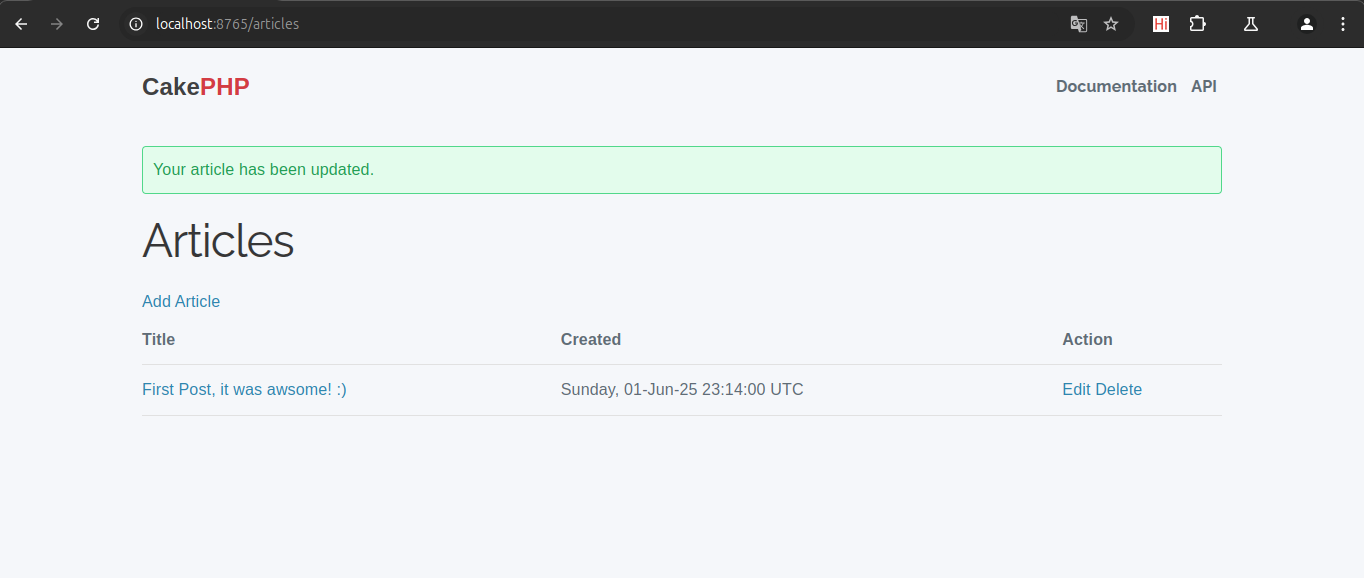 localhost:8765/articles
Hi
CakePHP
Documentation API
Your article has been updated.
Articles
Add Article
Title Created Action
First Post, it was awsome! :) Sunday, 01-Jun-25 23:14:00 UTC Edit Delete